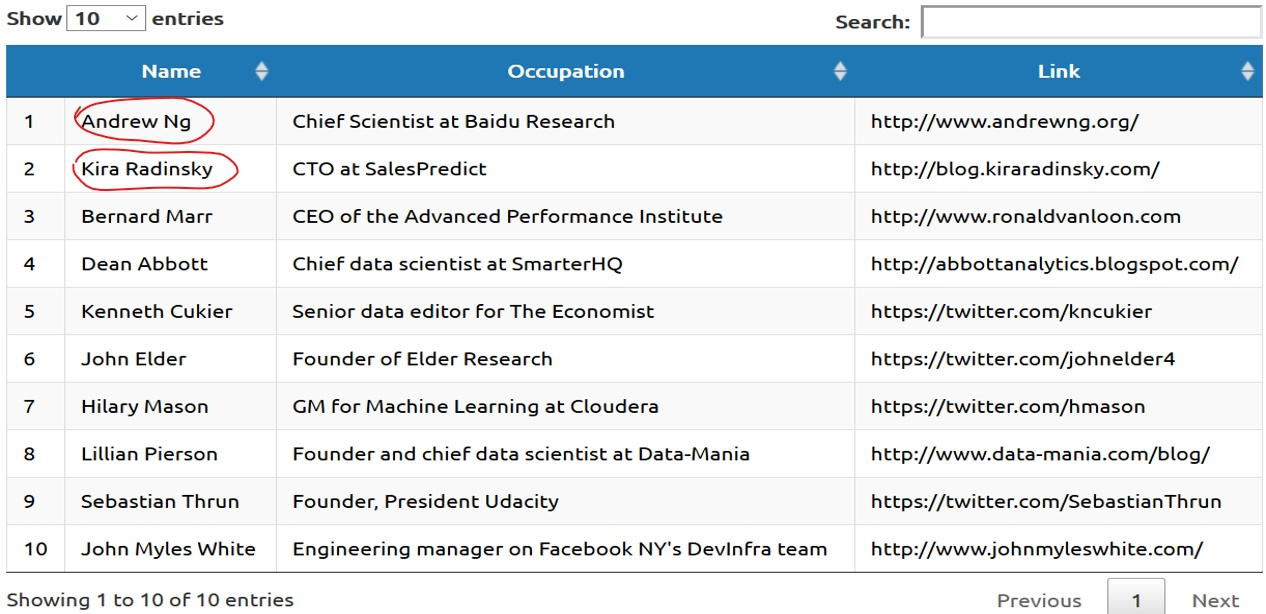 Show 10 entries Search:
Name Occupation Link
1 Andrew Ng Chief Scientist at Baidu Research http://www.andrewng.org/
2 Kira Radinsky CTO at SalesPredict http://blog.kiraradinsky.com/
3 Bernard Marr CEO of the Advanced Performance Institute http://www.ronaldvanloon.com
4 Dean Abbott Chief data scientist at SmarterHQ http://abbottanalytics.blogspot.com/
5 Kenneth Cukier Senior data editor for The Economist https://twitter.com/kncukier
6 John Elder Founder of Elder Research https://twitter.com/johnelder4
7 Hilary Mason GM for Machine Learning at Cloudera https://twitter.com/hmason
8 Lillian Pierson Founder and chief data scientist at Data-Mania http://www.data-mania.com/blog/
9 Sebastian Thrun Founder, President Udacity https://twitter.com/SebastianThrun
10 John Myles White Engineering manager on Facebook NY's DevInfra team http://www.johnmyleswhite.com/
Showing 1 to 10 of 10 entries Previous 1 Next